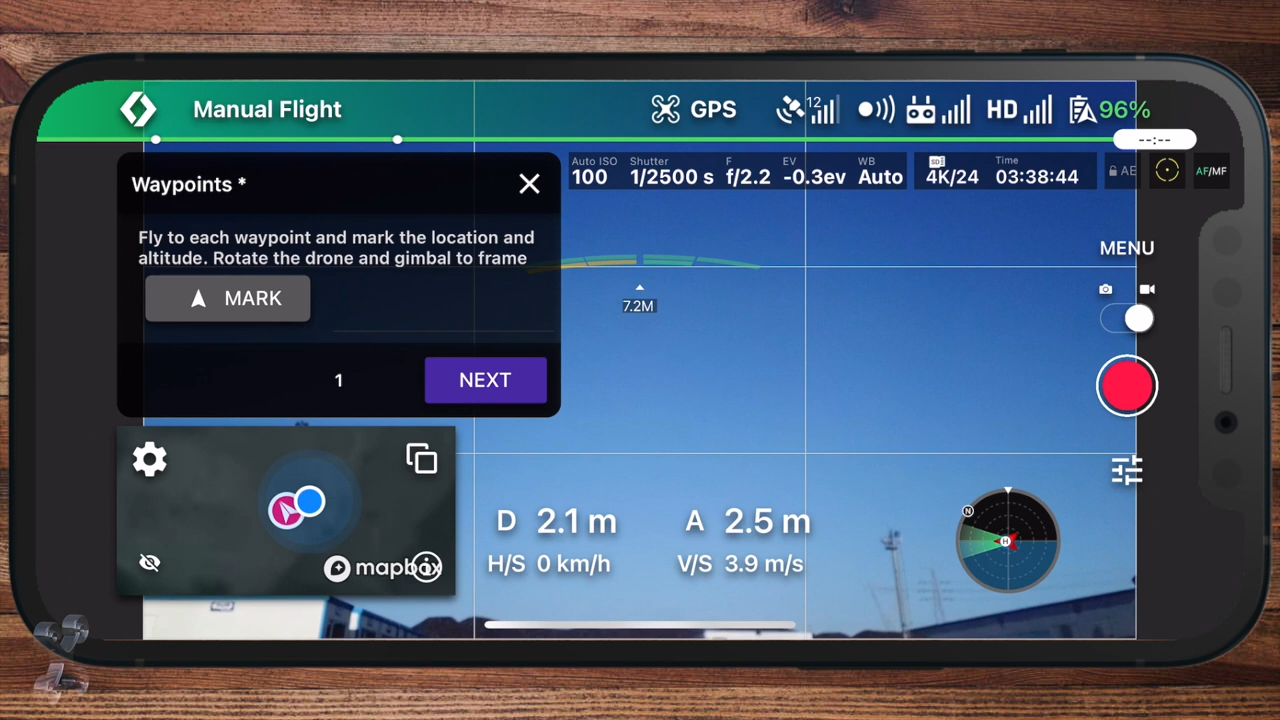 Manual Flight
GPS
12
HD
96%
--:--
Waypoints *
Fly to each waypoint and mark the location and
altitude. Rotate the drone and gimbal to frame
MARK
1
NEXT
Auto ISO
100
Shutter
1/2500 s
F
f/2.2
EV
-0.3ev
WB
Auto
SD
4K/24
Time
03:38:44
AE
AF/MF
MENU
7.2M
mapbox
D 2.1 m
A 2.5 m
H/S 0 km/h
V/S 3.9 m/s
N
H